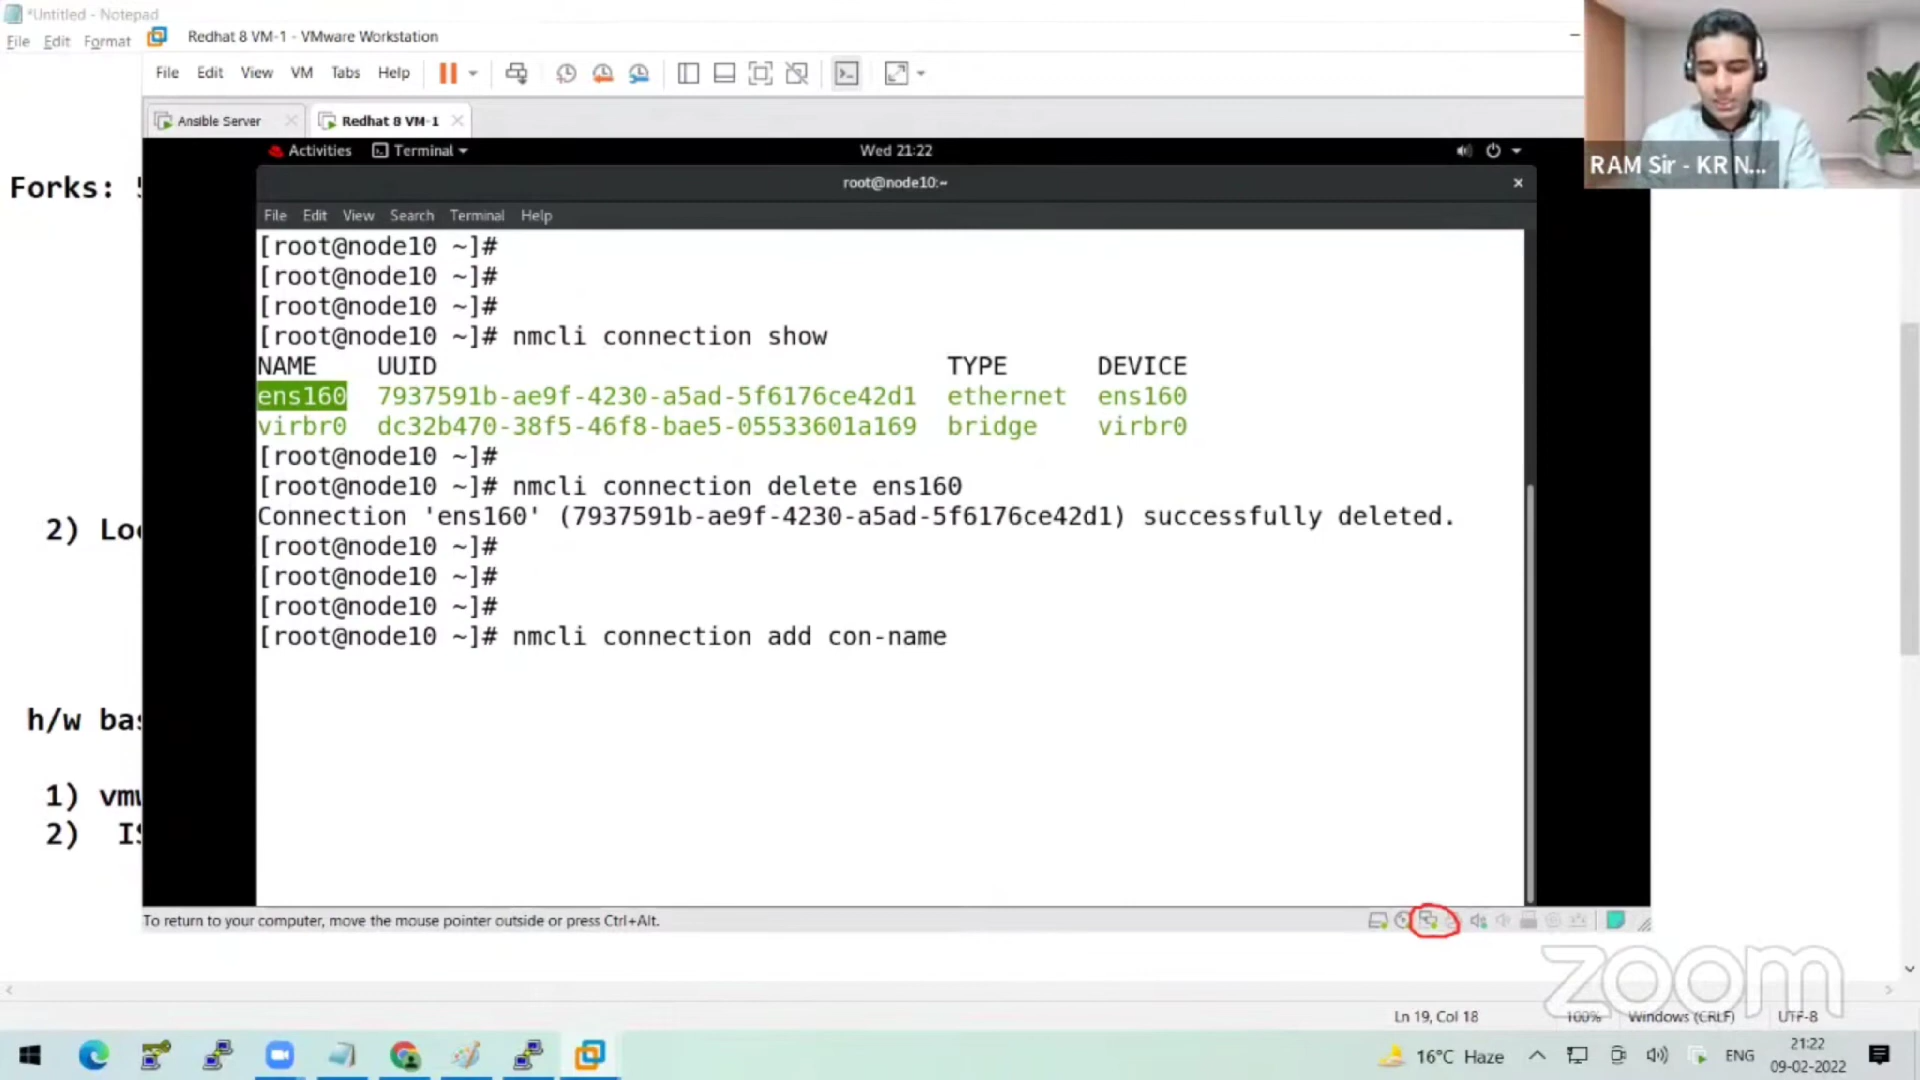 *Untitled - Notepad
File Edit Format
Redhat 8 VM-1 - VMware Workstation
File Edit View VM Tabs Help
Ansible Server
Redhat 8 VM-1
RAM Sir - KR N...
Activities Terminal Wed 21:22
root@node10:~
File Edit View Search Terminal Help
Forks:
2)
h/w
1)
2)
[root@node10 ~]#
[root@node10 ~]#
[root@node10 ~]#
[root@node10 ~]# nmcli connection show
NAME UUID TYPE DEVICE
ens160 7937591b-ae9f-4230-a5ad-5f6176ce42d1 ethernet ens160
virbr0 dc32b470-38f5-46f8-bae5-05533601a169 bridge virbr0
[root@node10 ~]#
[root@node10 ~]# nmcli connection delete ens160
Connection 'ens160' (7937591b-ae9f-4230-a5ad-5f6176ce42d1) successfully deleted.
[root@node10 ~]#
[root@node10 ~]#
[root@node10 ~]#
[root@node10 ~]# nmcli connection add con-name
To return to your computer, move the mouse pointer outside or press Ctrl+Alt.
zoom
Ln 19, Col 18 100% Windows (CRLF) UTF-8
16°C Haze ENG 21:22
09-02-2022